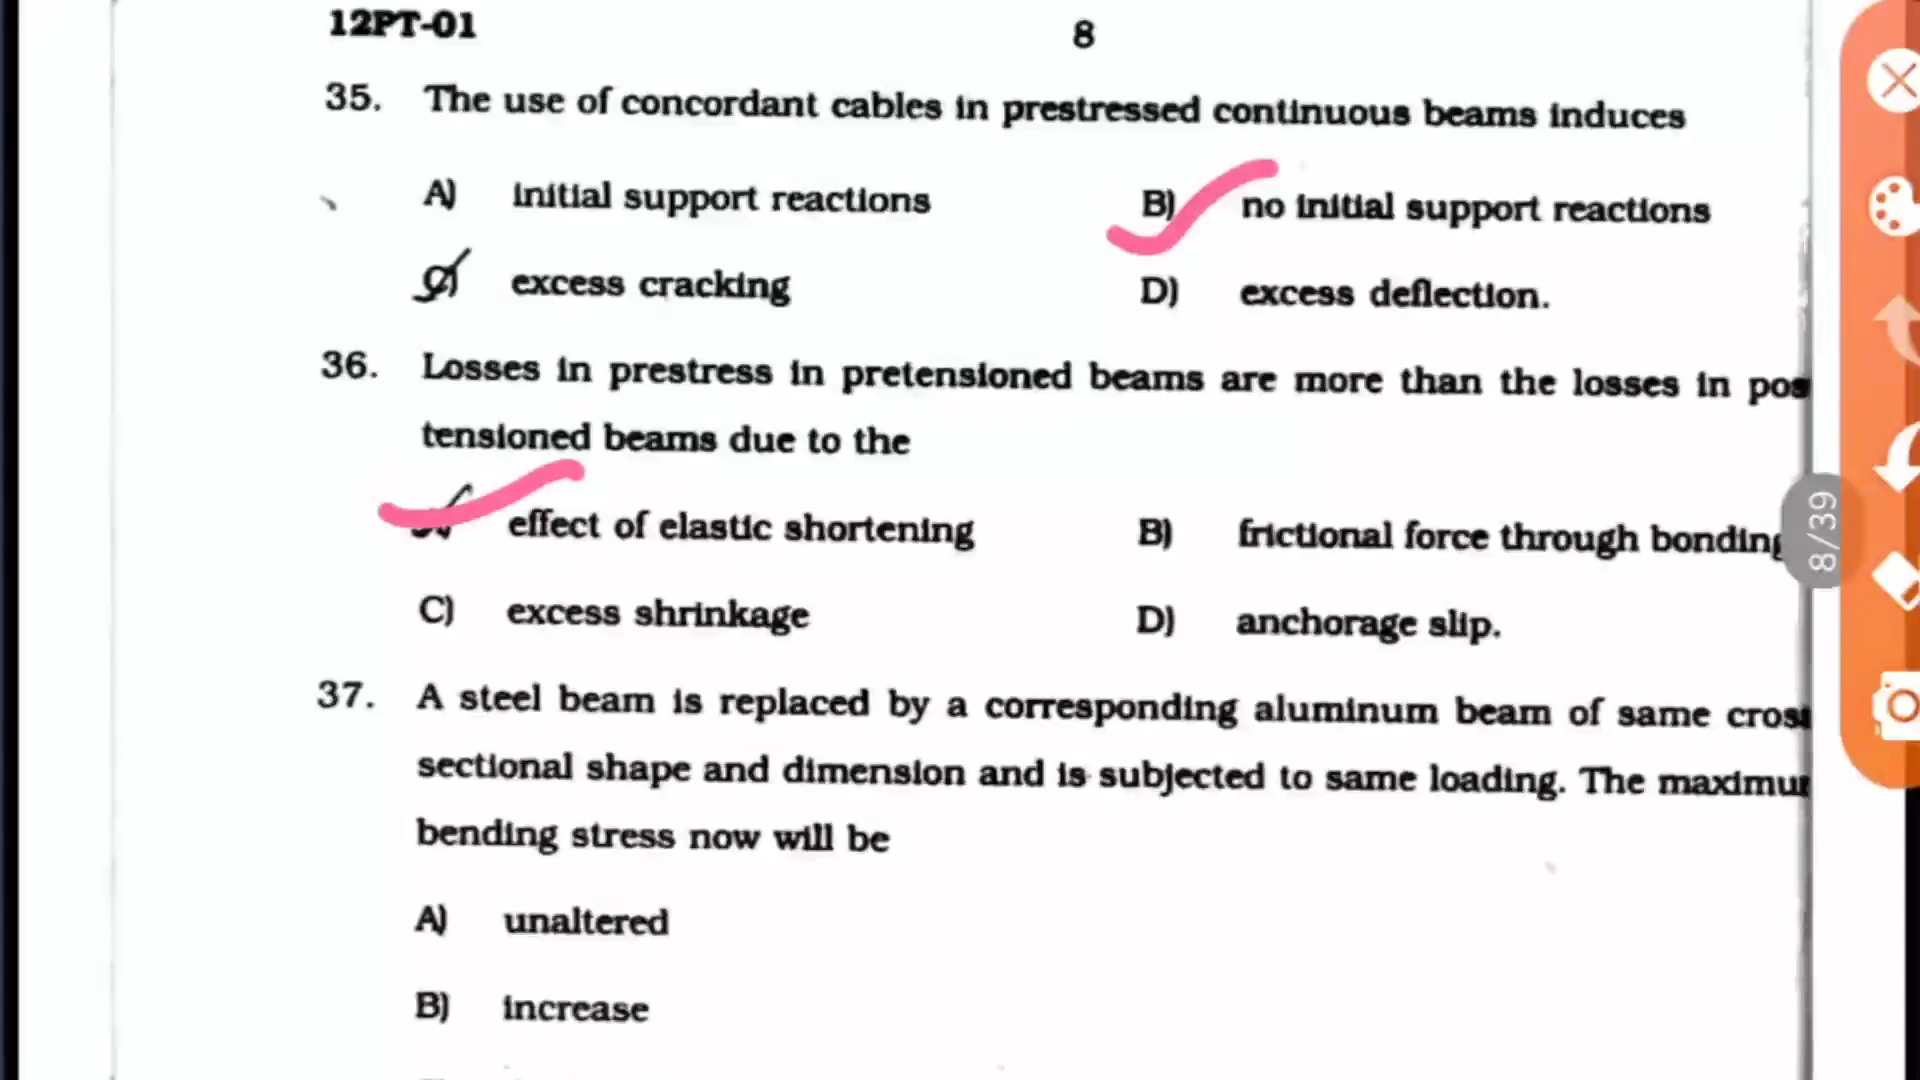 12PT-01 8
35. The use of concordant cables in prestressed continuous beams induces
A) initial support reactions B) no initial support reactions
C) excess cracking D) excess deflection.
36. Losses in prestress in pretensioned beams are more than the losses in pos
tensioned beams due to the
effect of elastic shortening B) frictional force through bonding
C) excess shrinkage D) anchorage slip.
37. A steel beam is replaced by a corresponding aluminum beam of same cros
sectional shape and dimension and is subjected to same loading. The maximu
bending stress now will be
A) unaltered
B) increase
8/39